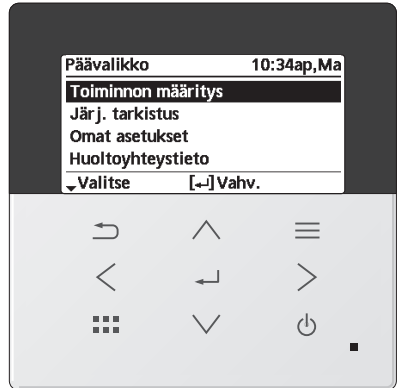 Päävalikko 10:34ap,Ma
Toiminnon määritys
Järj. tarkistus
Omat asetukset
Huoltoyhteystieto
Valitse [↵]Vahv.